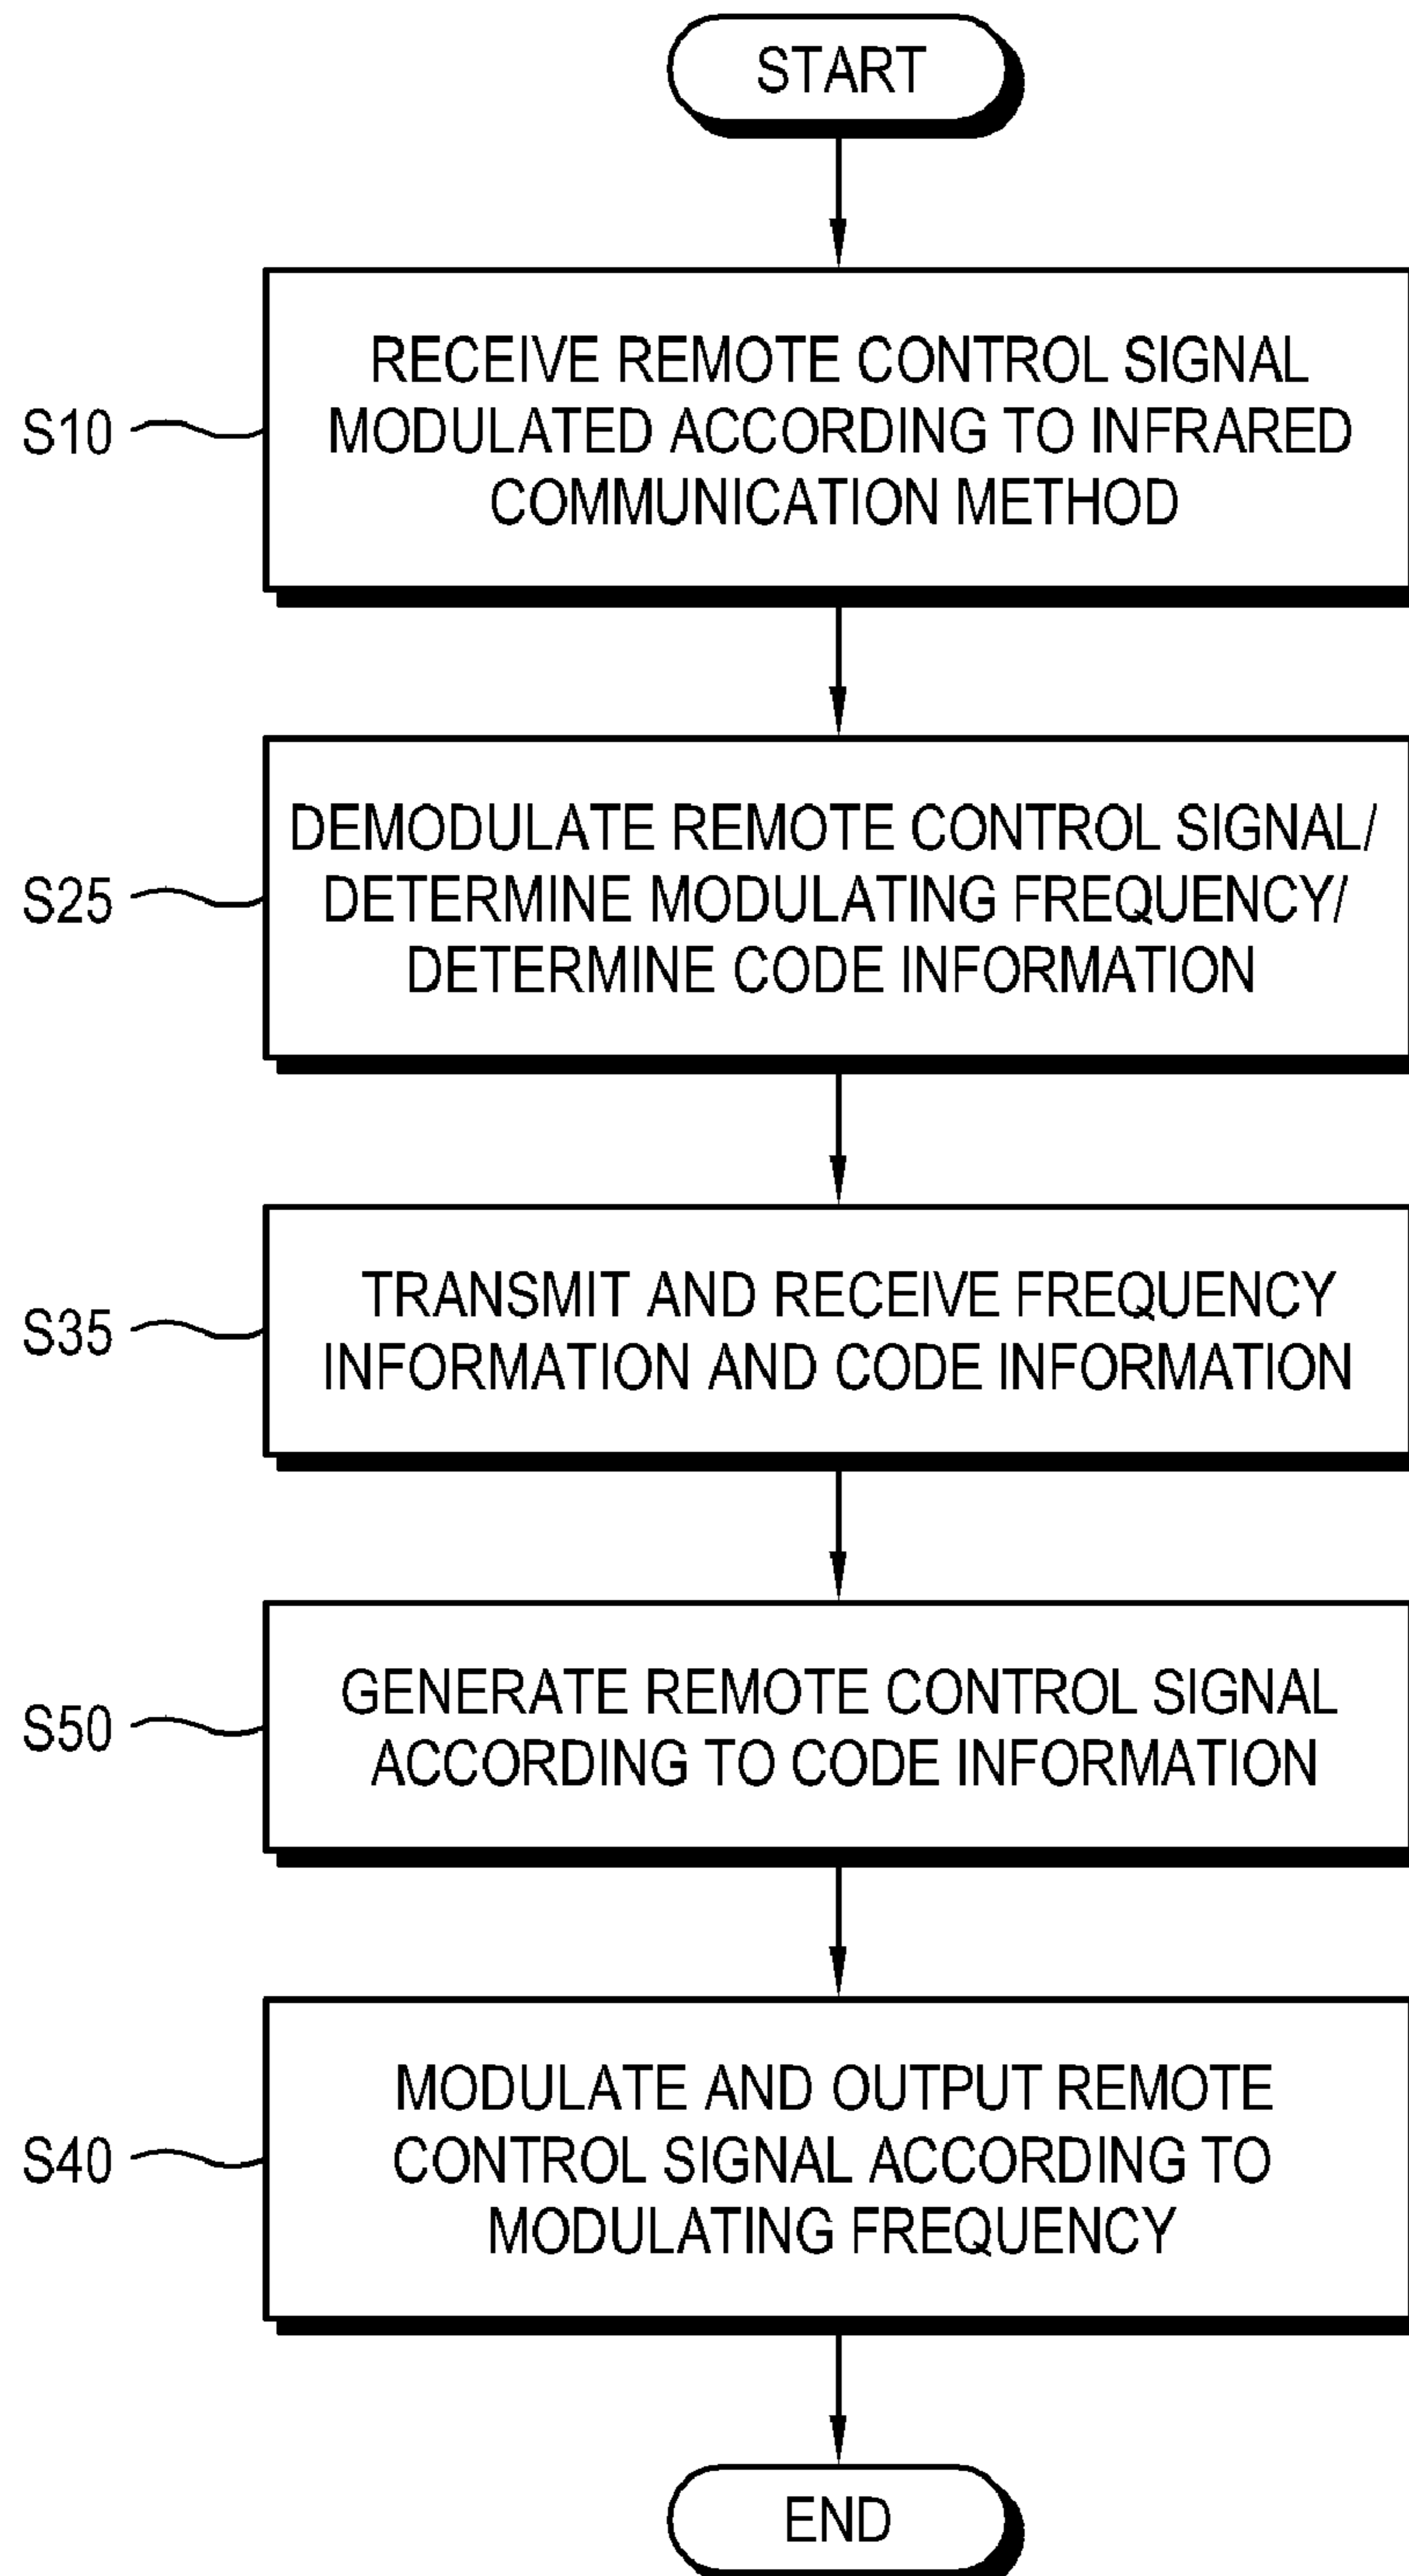 START
RECEIVE REMOTE CONTROL SIGNAL
MODULATED ACCORDING TO INFRARED
COMMUNICATION METHOD
S10
DEMODULATE REMOTE CONTROL SIGNAL/
DETERMINE MODULATING FREQUENCY/
DETERMINE CODE INFORMATION
S25
TRANSMIT AND RECEIVE FREQUENCY
INFORMATION AND CODE INFORMATION
S35
GENERATE REMOTE CONTROL SIGNAL
ACCORDING TO CODE INFORMATION
S50
MODULATE AND OUTPUT REMOTE
CONTROL SIGNAL ACCORDING TO
MODULATING FREQUENCY
S40
END